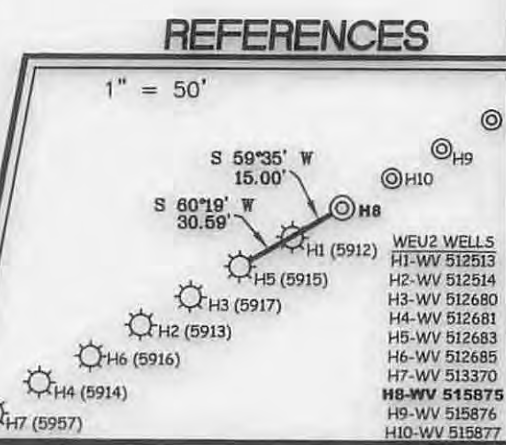 REFERENCES
1" = 50'
S 59°35' W
15.00'
S 60°19' W
30.59'
H9
H10
H8
H1 (5912)
H5 (5915)
H3 (5917)
H2 (5913)
H6 (5916)
H4 (5914)
H7 (5957)
WEU2 WELLS
H1-WV 512513
H2-WV 512514
H3-WV 512680
H4-WV 512681
H5-WV 512683
H6-WV 512685
H7-WV 513370
H8-WV 515875
H9-WV 515876
H10-WV 515877